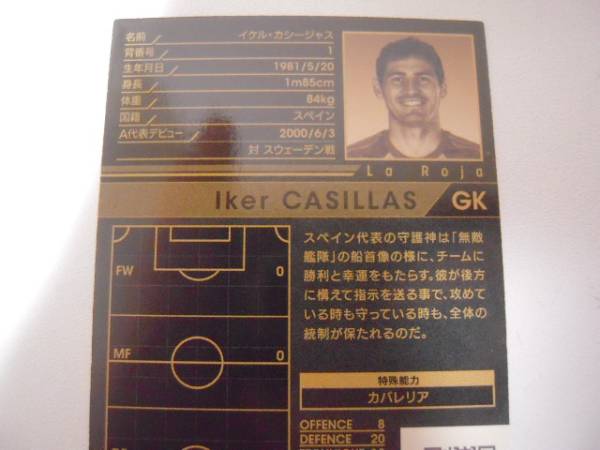 名前 イケル・カシージャス
背番号 1
生年月日 1981/5/20
身長 1m85cm
体重 84kg
国籍 スペイン
A代表デビュー 2000/6/3
対 スウェーデン戦
La Roja
Iker CASILLAS GK
スペイン代表の守護神は「無敵
艦隊」の船首像の様に、チームに
勝利と幸運をもたらす。彼が後方
に構えて指示を送る事で、攻めて
いる時も守っている時も、全体の
統制が保たれるのだ。
FW 0
MF 0
特殊能力
カバレリア
OFFENCE 8
DEFENCE 20